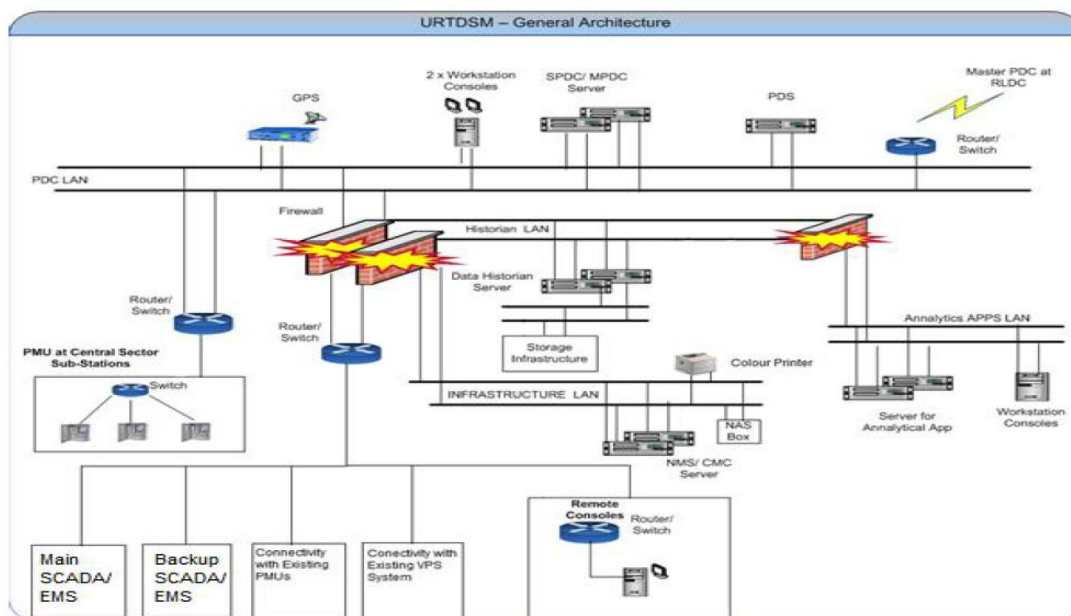 URTDSM – General Architecture
GPS
2 x Workstation
Consoles
SPDC/ MPDC
Server
PDS
Master PDC at
RLDC
Router/
Switch
PDC LAN
Firewall
Historian LAN
Data Historian
Server
Router/
Switch
Router/
Switch
Storage
Infrastructure
Annalytics APPS LAN
PMU at Central Sector
Sub-Stations
Switch
Colour Printer
INFRASTRUCTURE LAN
NAS
Box
Server for
Annalytical App
Workstation
Consoles
NMS/ CMC
Server
Remote
Consoles
Router/
Switch
Main
SCADA/
EMS
Backup
SCADA/
EMS
Connectivity
with Existing
PMUs
Conectivity with
Existing VPS
System